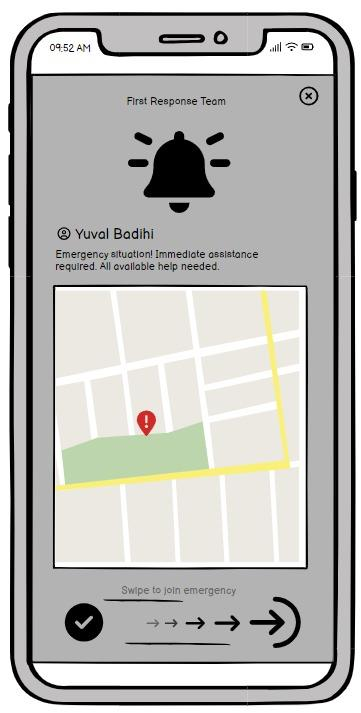 09:52 AM
First Response Team
Yuval Badihi
Emergency situation! Immediate assistance
required. All available help needed.
Swipe to join emergency